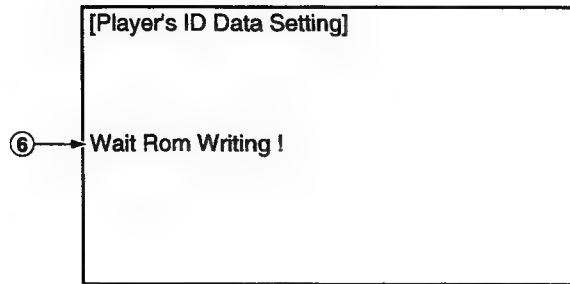 [Player's ID Data Setting]
⑥ Wait Rom Writing !